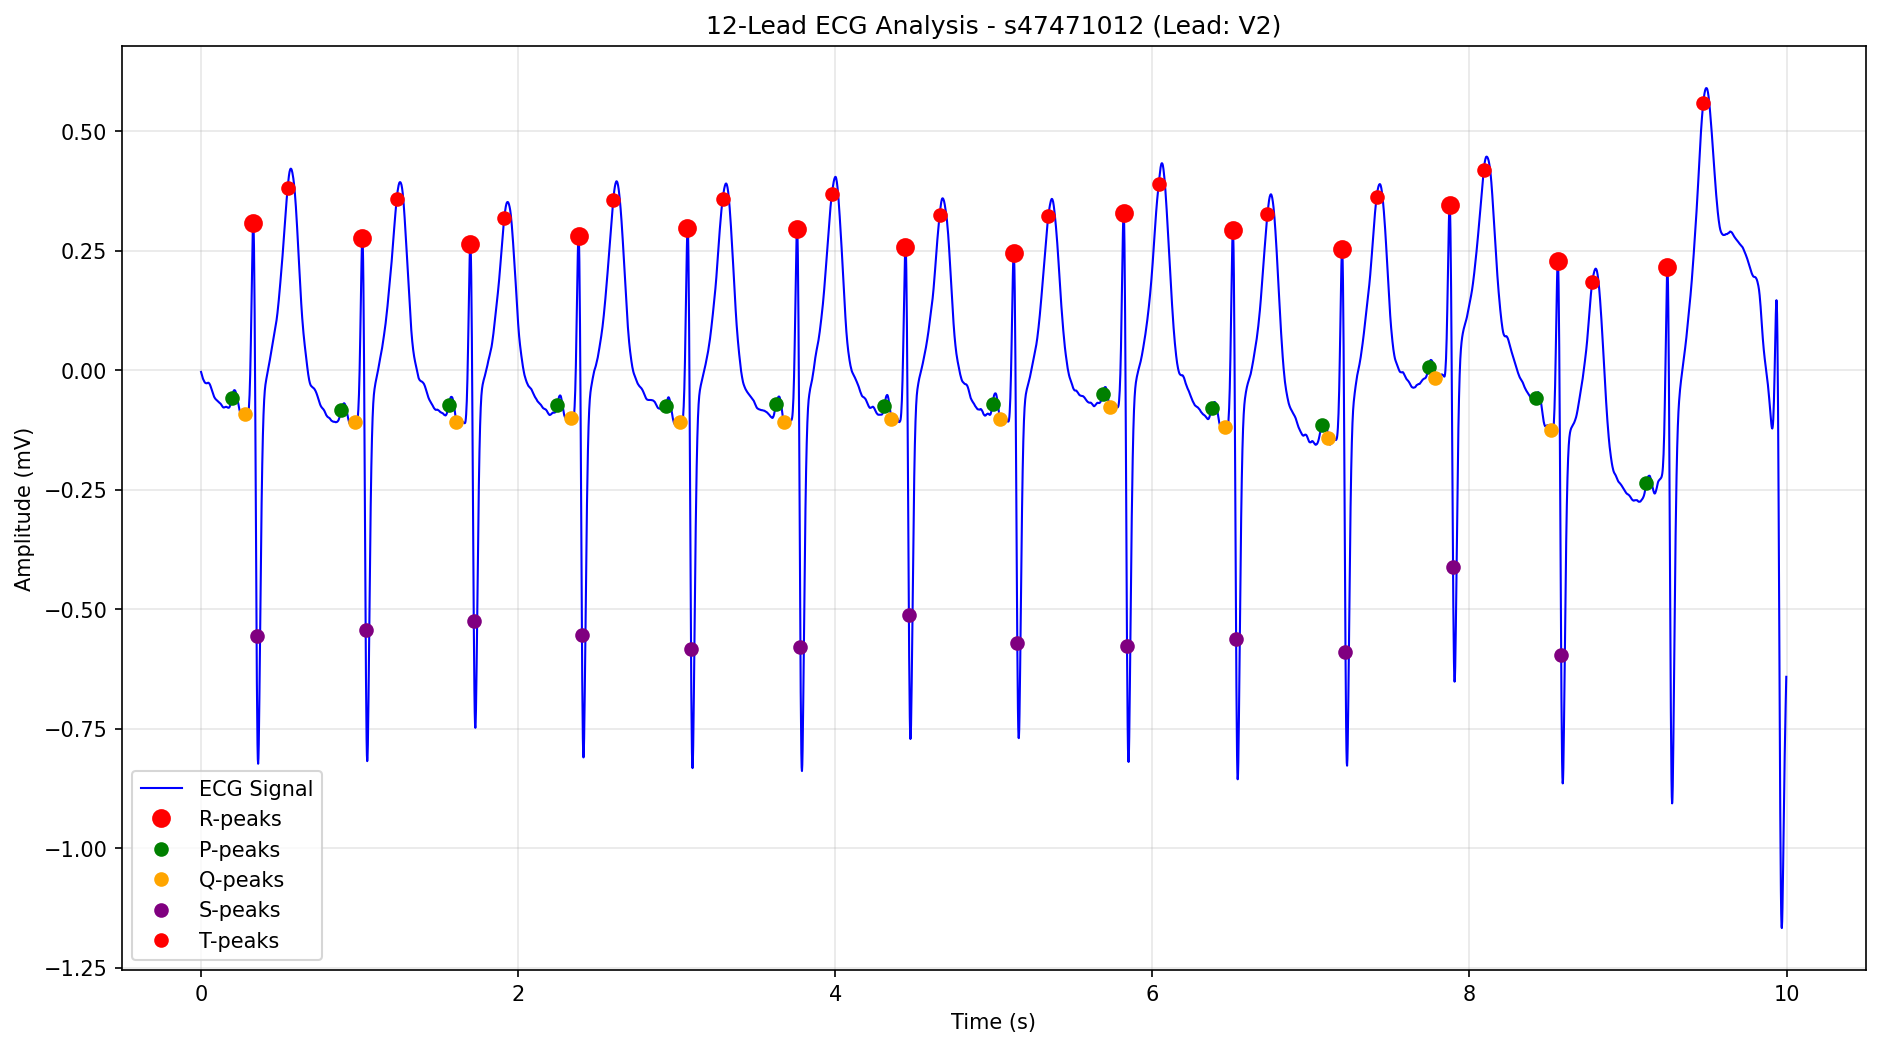 12-Lead ECG Analysis - s47471012 (Lead: V2)
Amplitude (mV)
0.50
0.25
0.00
−0.25
−0.50
−0.75
−1.00
−1.25
ECG Signal
R-peaks
P-peaks
Q-peaks
S-peaks
T-peaks
0 2 4 6 8 10
Time (s)